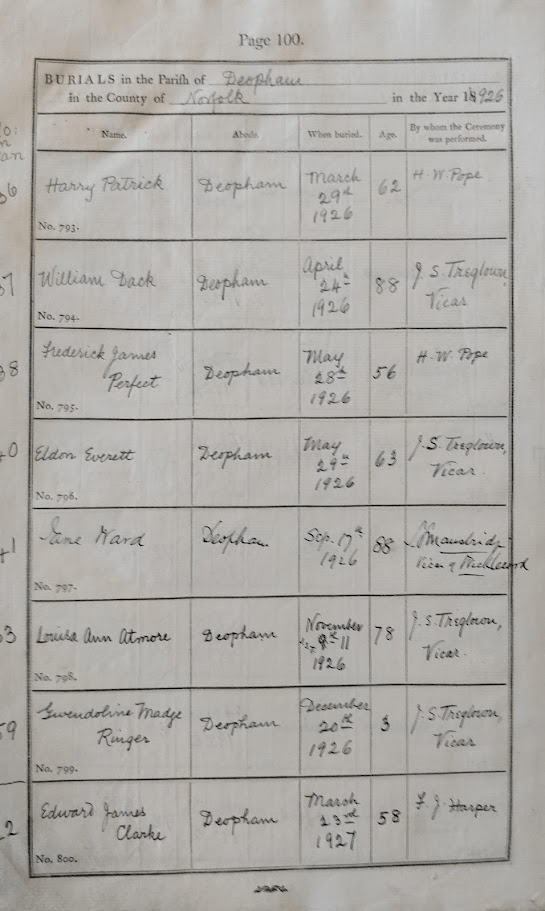 Page 100.
BURIALS in the Parish of Deopham
in the County of Norfolk in the Year 18926
Name. Abode. When buried. Age. By whom the Ceremony was performed.
Harry Patrick Deopham March 29th 1926 62 H. W. Pope
No. 793.
William Dack Deopham April 24th 1926 88 J. S. Treglown, Vicar
No. 794.
Frederick James Perfect Deopham May 28th 1926 56 H. W. Pope
No. 795.
Eldon Everett Deopham May 29th 1926 63 J. S. Treglown, Vicar.
No. 796.
Jane Ward Deopham Sep. 17th 1926 88 Vicar of
No. 797.
Louisa Ann Atmore Deopham November 11 1926 78 J. S. Treglown, Vicar.
No. 798.
Gwendoline Madge Ringer Deopham December 20th 1926 3 J. S. Treglown, Vicar
No. 799.
Edward James Clarke Deopham March 23rd 1927 58 F. J. Harper
No. 800.